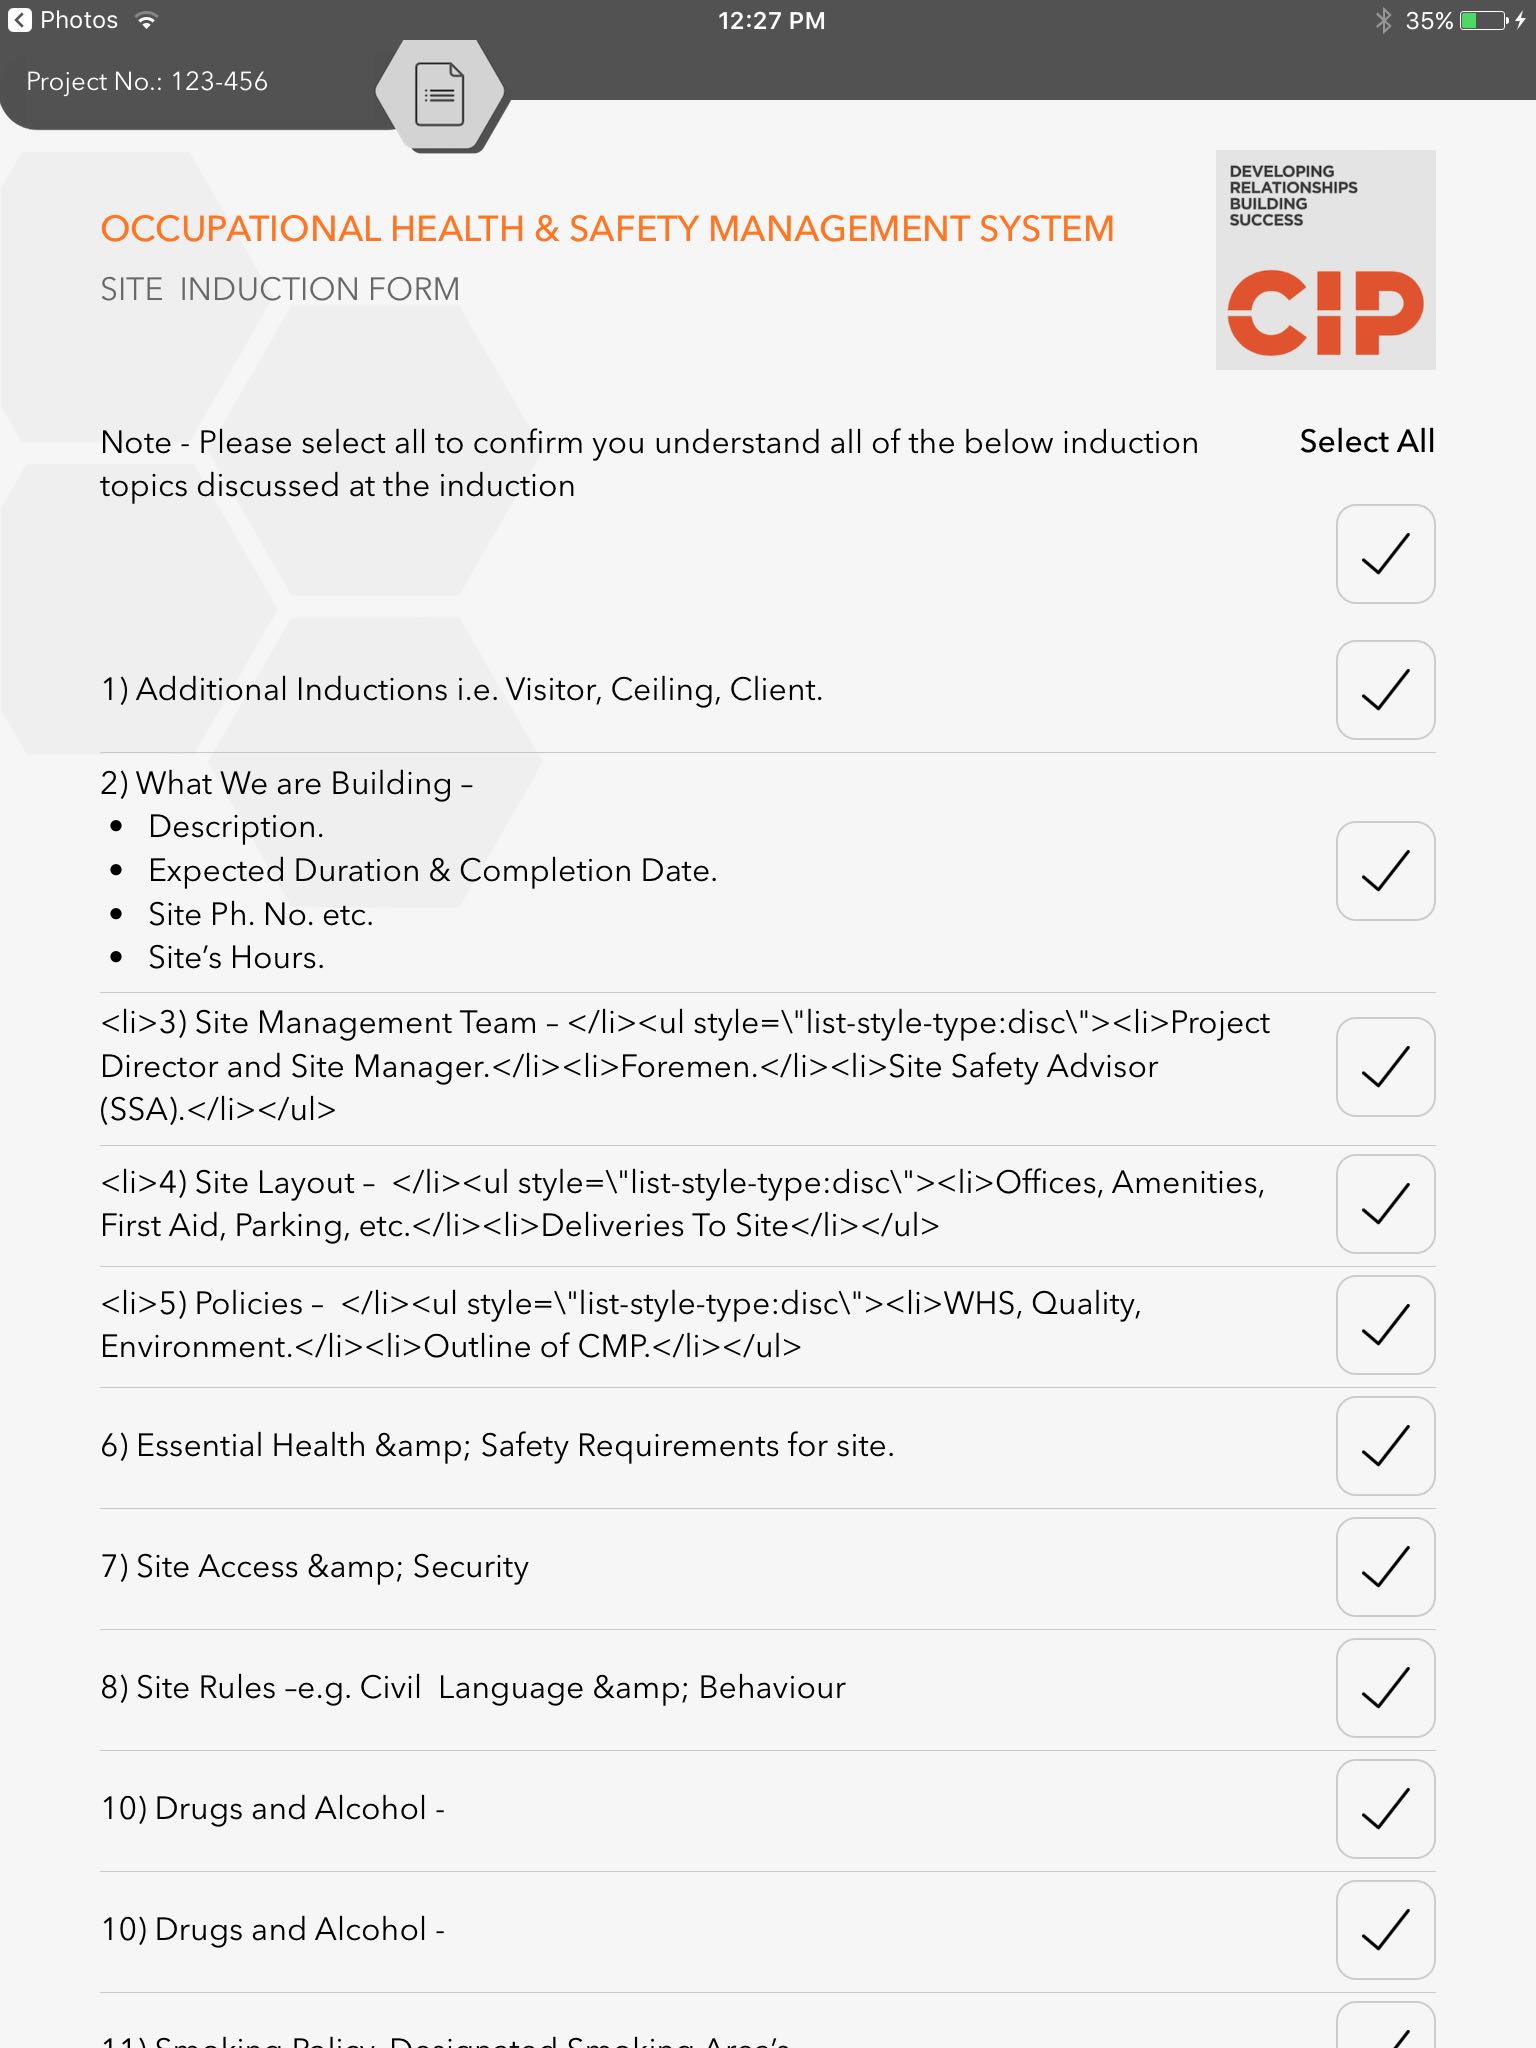 Photos
12:27 PM
35%
Project No.: 123-456
DEVELOPING
RELATIONSHIPS
BUILDING
SUCCESS
CIP
OCCUPATIONAL HEALTH & SAFETY MANAGEMENT SYSTEM
SITE  INDUCTION FORM
Note - Please select all to confirm you understand all of the below induction
topics discussed at the induction
Select All
1) Additional Inductions i.e. Visitor, Ceiling, Client.
2) What We are Building –
• Description.
• Expected Duration & Completion Date.
• Site Ph. No. etc.
• Site’s Hours.
<li>3) Site Management Team – </li><ul style=\"list-style-type:disc\"><li>Project
Director and Site Manager.</li><li>Foremen.</li><li>Site Safety Advisor
(SSA).</li></ul>
<li>4) Site Layout –  </li><ul style=\"list-style-type:disc\"><li>Offices, Amenities,
First Aid, Parking, etc.</li><li>Deliveries To Site</li></ul>
<li>5) Policies –  </li><ul style=\"list-style-type:disc\"><li>WHS, Quality,
Environment.</li><li>Outline of CMP.</li></ul>
6) Essential Health &amp; Safety Requirements for site.
7) Site Access &amp; Security
8) Site Rules –e.g. Civil  Language &amp; Behaviour
10) Drugs and Alcohol -
10) Drugs and Alcohol -
11) Smoking Policy, Designated Smoking Area’s